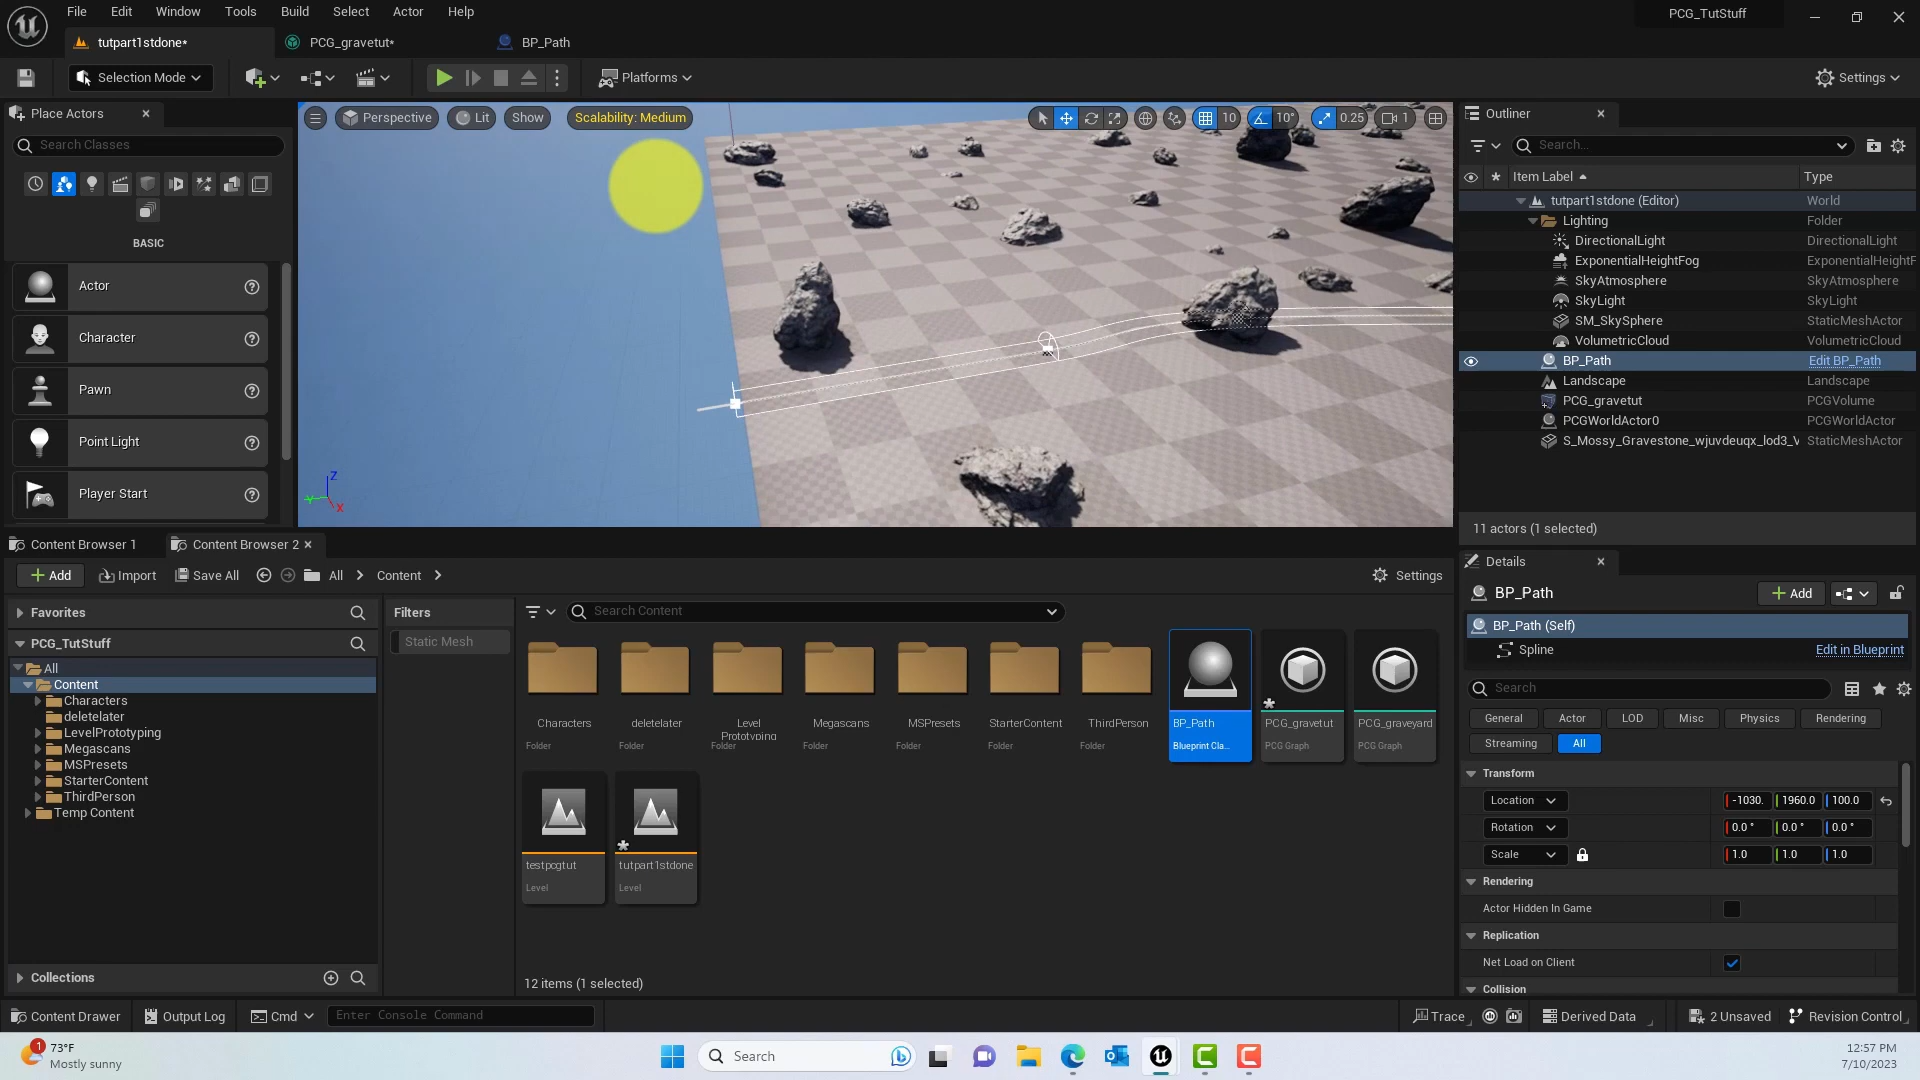 File Edit Window Tools Build Select Actor Help
PCG_TutStuff
tutpart1stdone*
PCG_gravetut*
BP_Path
Selection Mode
Platforms
Settings
Place Actors
Search Classes
BASIC
Actor
Character
Pawn
Point Light
Player Start
Perspective
Lit
Show
Scalability: Medium
10
10°
0.25
1
Z
Y
X
Outliner
Search...
Item Label
Type
tutpart1stdone (Editor) World
Lighting Folder
DirectionalLight DirectionalLight
ExponentialHeightFog ExponentialHeightF
SkyAtmosphere SkyAtmosphere
SkyLight SkyLight
SM_SkySphere StaticMeshActor
VolumetricCloud VolumetricCloud
BP_Path Edit BP_Path
Landscape Landscape
PCG_gravetut PCGVolume
PCGWorldActor0 PCGWorldActor
S_Mossy_Gravestone_wjuvdeuqx_lod3_V StaticMeshActor
11 actors (1 selected)
Content Browser 1
Content Browser 2
Add
Import
Save All
All
Content
Settings
Favorites
PCG_TutStuff
All
Content
Characters
deletelater
LevelPrototyping
Megascans
MSPresets
StarterContent
ThirdPerson
Temp Content
Collections
Filters
Static Mesh
Search Content
Characters
Folder
deletelater
Folder
Level
Prototyping
Folder
Megascans
Folder
MSPresets
Folder
StarterContent
Folder
ThirdPerson
Folder
BP_Path
Blueprint Cla...
PCG_gravetut
PCG Graph
PCG_graveyard
PCG Graph
testpcgtut
Level
tutpart1stdone
Level
12 items (1 selected)
Details
BP_Path
Add
BP_Path (Self)
Spline
Edit in Blueprint
Search
General Actor LOD Misc Physics Rendering
Streaming All
Transform
Location -1030. 1960.0 100.0
Rotation 0.0 ° 0.0 ° 0.0 °
Scale 1.0 1.0 1.0
Rendering
Actor Hidden In Game
Replication
Net Load on Client
Collision
Content Drawer
Output Log
Cmd
Enter Console Command
Trace
Derived Data
2 Unsaved
Revision Control
1
73°F
Mostly sunny
Search
12:57 PM
7/10/2023